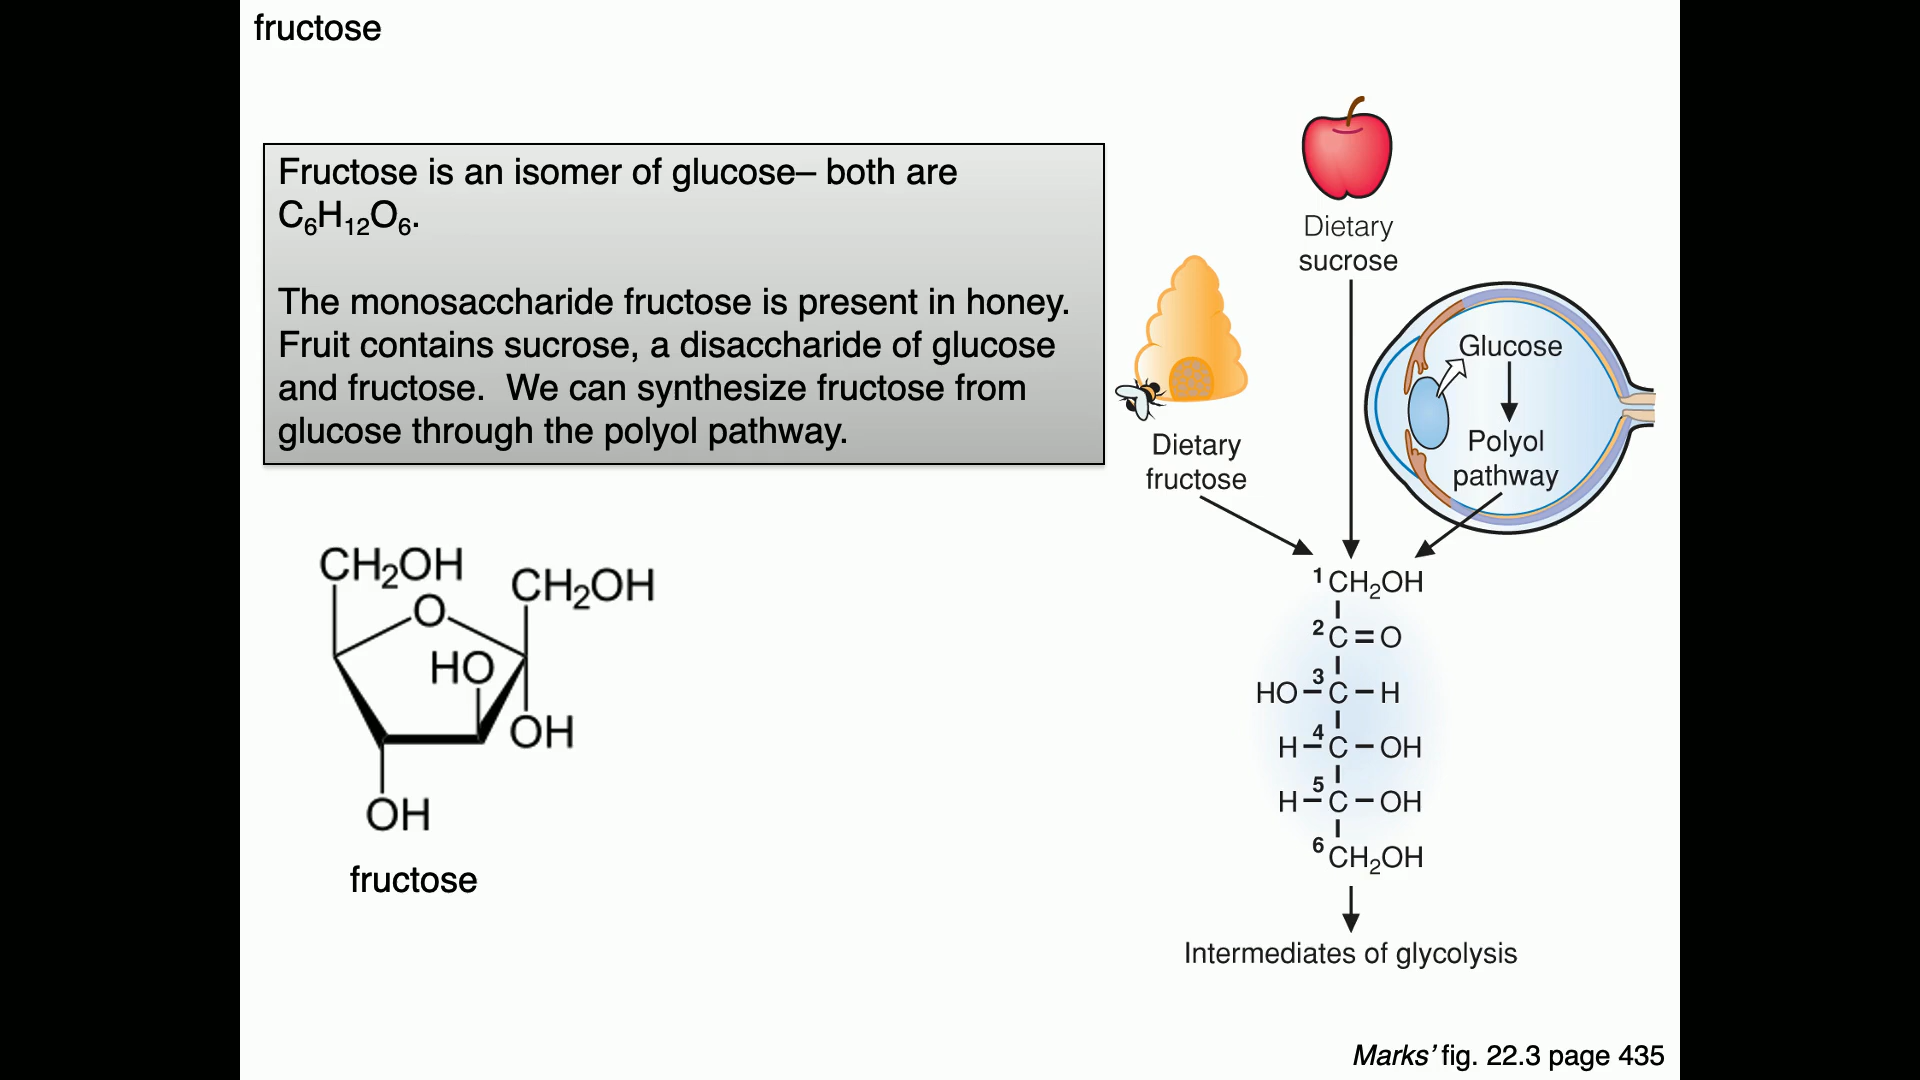 fructose
Fructose is an isomer of glucose– both are
C₆H₁₂O₆.
The monosaccharide fructose is present in honey.
Fruit contains sucrose, a disaccharide of glucose
and fructose.  We can synthesize fructose from
glucose through the polyol pathway.
CH₂OH
CH₂OH
O
HO
OH
OH
fructose
Dietary
sucrose
Dietary
fructose
Glucose
Polyol
pathway
1 CH₂OH
2 C=O
HO–3 C–H
H–4 C–OH
H–5 C–OH
6 CH₂OH
Intermediates of glycolysis
Marks’ fig. 22.3 page 435